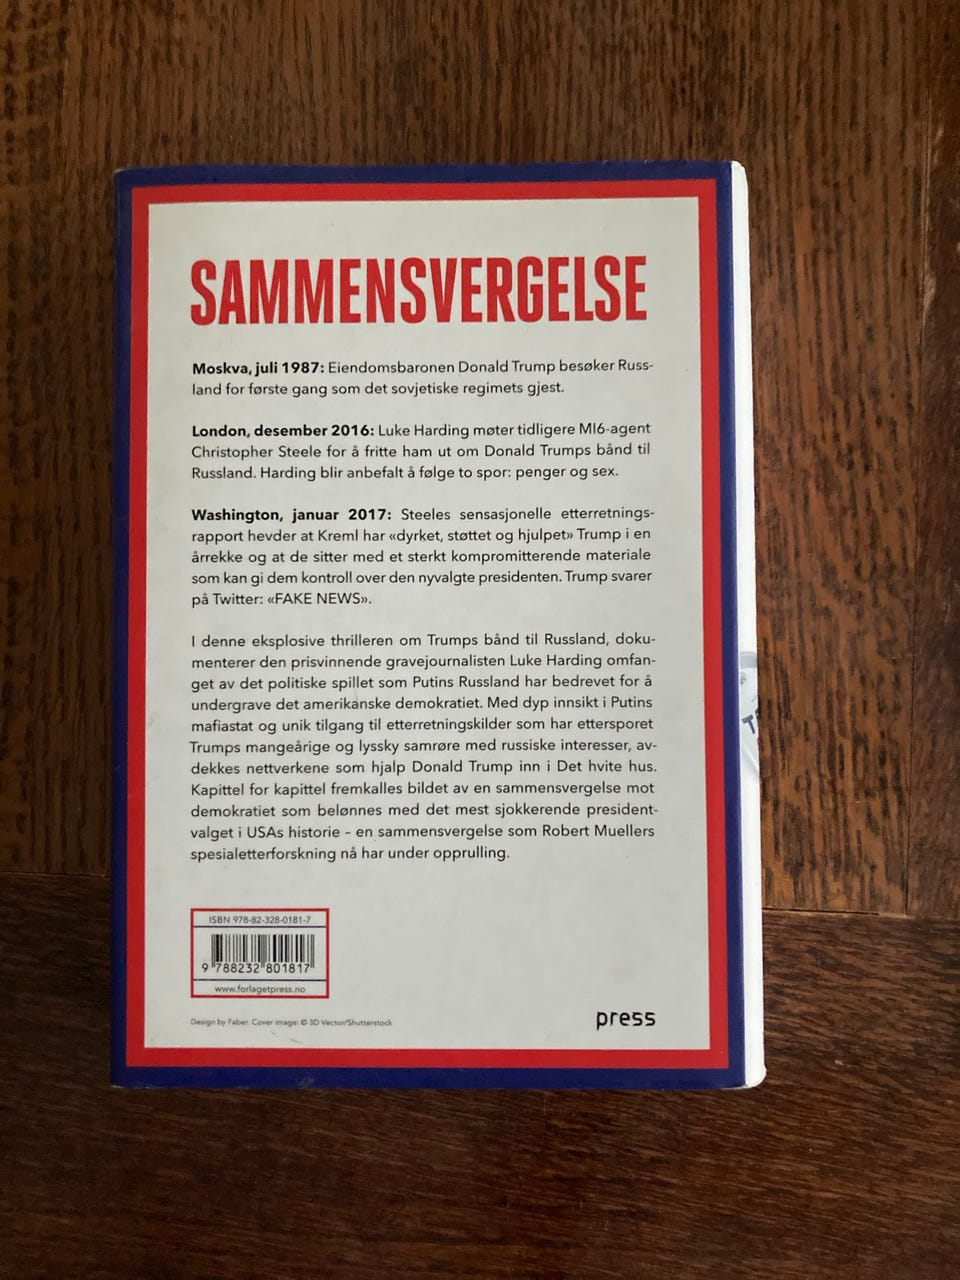 SAMMENSVERGELSE
Moskva, juli 1987: Eiendomsbaronen Donald Trump besøker Russ-
land for første gang som det sovjetiske regimets gjest.
London, desember 2016: Luke Harding møter tidligere MI6-agent
Christopher Steele for å fritte ham ut om Donald Trumps bånd til
Russland. Harding blir anbefalt å følge to spor: penger og sex.
Washington, januar 2017: Steeles sensasjonelle etterretnings-
rapport hevder at Kreml har «dyrket, støttet og hjulpet» Trump i en
årrekke og at de sitter med et sterkt kompromitterende materiale
som kan gi dem kontroll over den nyvalgte presidenten. Trump svarer
på Twitter: «FAKE NEWS».
I denne eksplosive thrilleren om Trumps bånd til Russland, doku-
menterer den prisvinnende gravejournalisten Luke Harding omfan-
get av det politiske spillet som Putins Russland har bedrevet for å
undergrave det amerikanske demokratiet. Med dyp innsikt i Putins
mafiastat og unik tilgang til etterretningskilder som har ettersporet
Trumps mangeårige og lyssky samrøre med russiske interesser, av-
dekkes nettverkene som hjalp Donald Trump inn i Det hvite hus.
Kapittel for kapittel fremkalles bildet av en sammensvergelse mot
demokratiet som belønnes med det mest sjokkerende president-
valget i USAs historie – en sammensvergelse som Robert Muellers
spesialetterforskning nå har under opprulling.
ISBN 978-82-328-0181-7
9 788232 801817
www.forlagetpress.no
Design by Faber. Cover image: © 3D Vector/Shutterstock
press